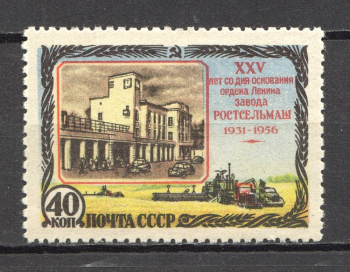 XXV
ЛЕТ СО ДНЯ ОСНОВАНИЯ
ОРДЕНА ЛЕНИНА
ЗАВОДА
РОСТСЕЛЬМАШ
1931-1956
40
КОП
ПОЧТА СССР